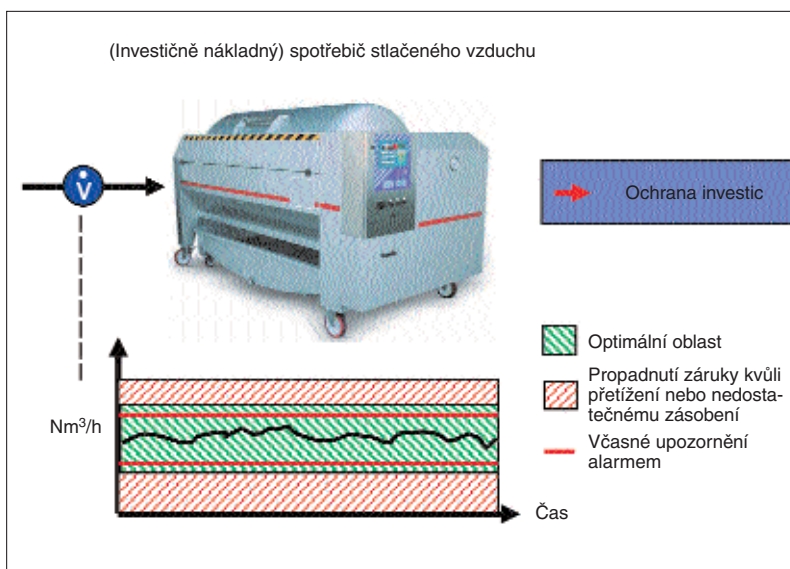 (Investičně nákladný) spotřebič stlačeného vzduchu
V
Ochrana investic
Optimální oblast
Propadnutí záruky kvůli
přetížení nebo nedosta-
tečnému zásobení
Včasné upozornění
alarmem
Nm³/h
Čas